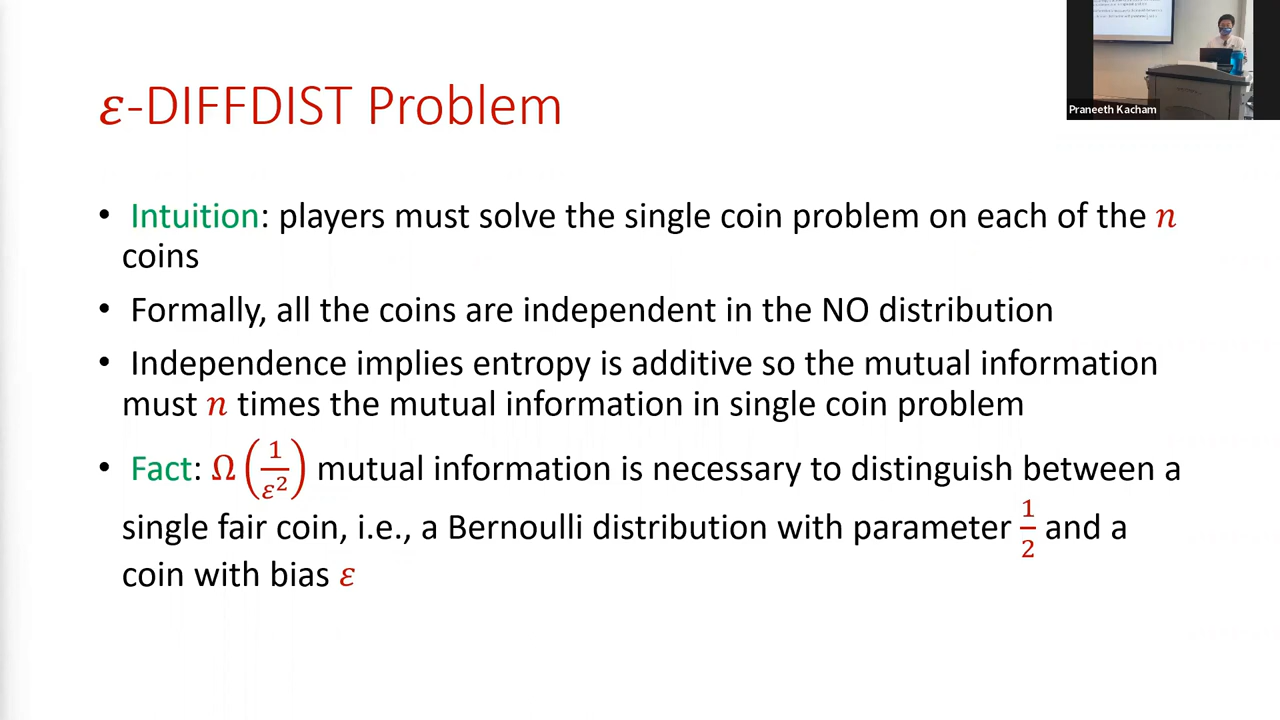 ε-DIFFDIST Problem
• Intuition: players must solve the single coin problem on each of the n
coins
• Formally, all the coins are independent in the NO distribution
• Independence implies entropy is additive so the mutual information
must n times the mutual information in single coin problem
• Fact: Ω(1/ε²) mutual information is necessary to distinguish between a
single fair coin, i.e., a Bernoulli distribution with parameter 1/2 and a
coin with bias ε
Praneeth Kacham